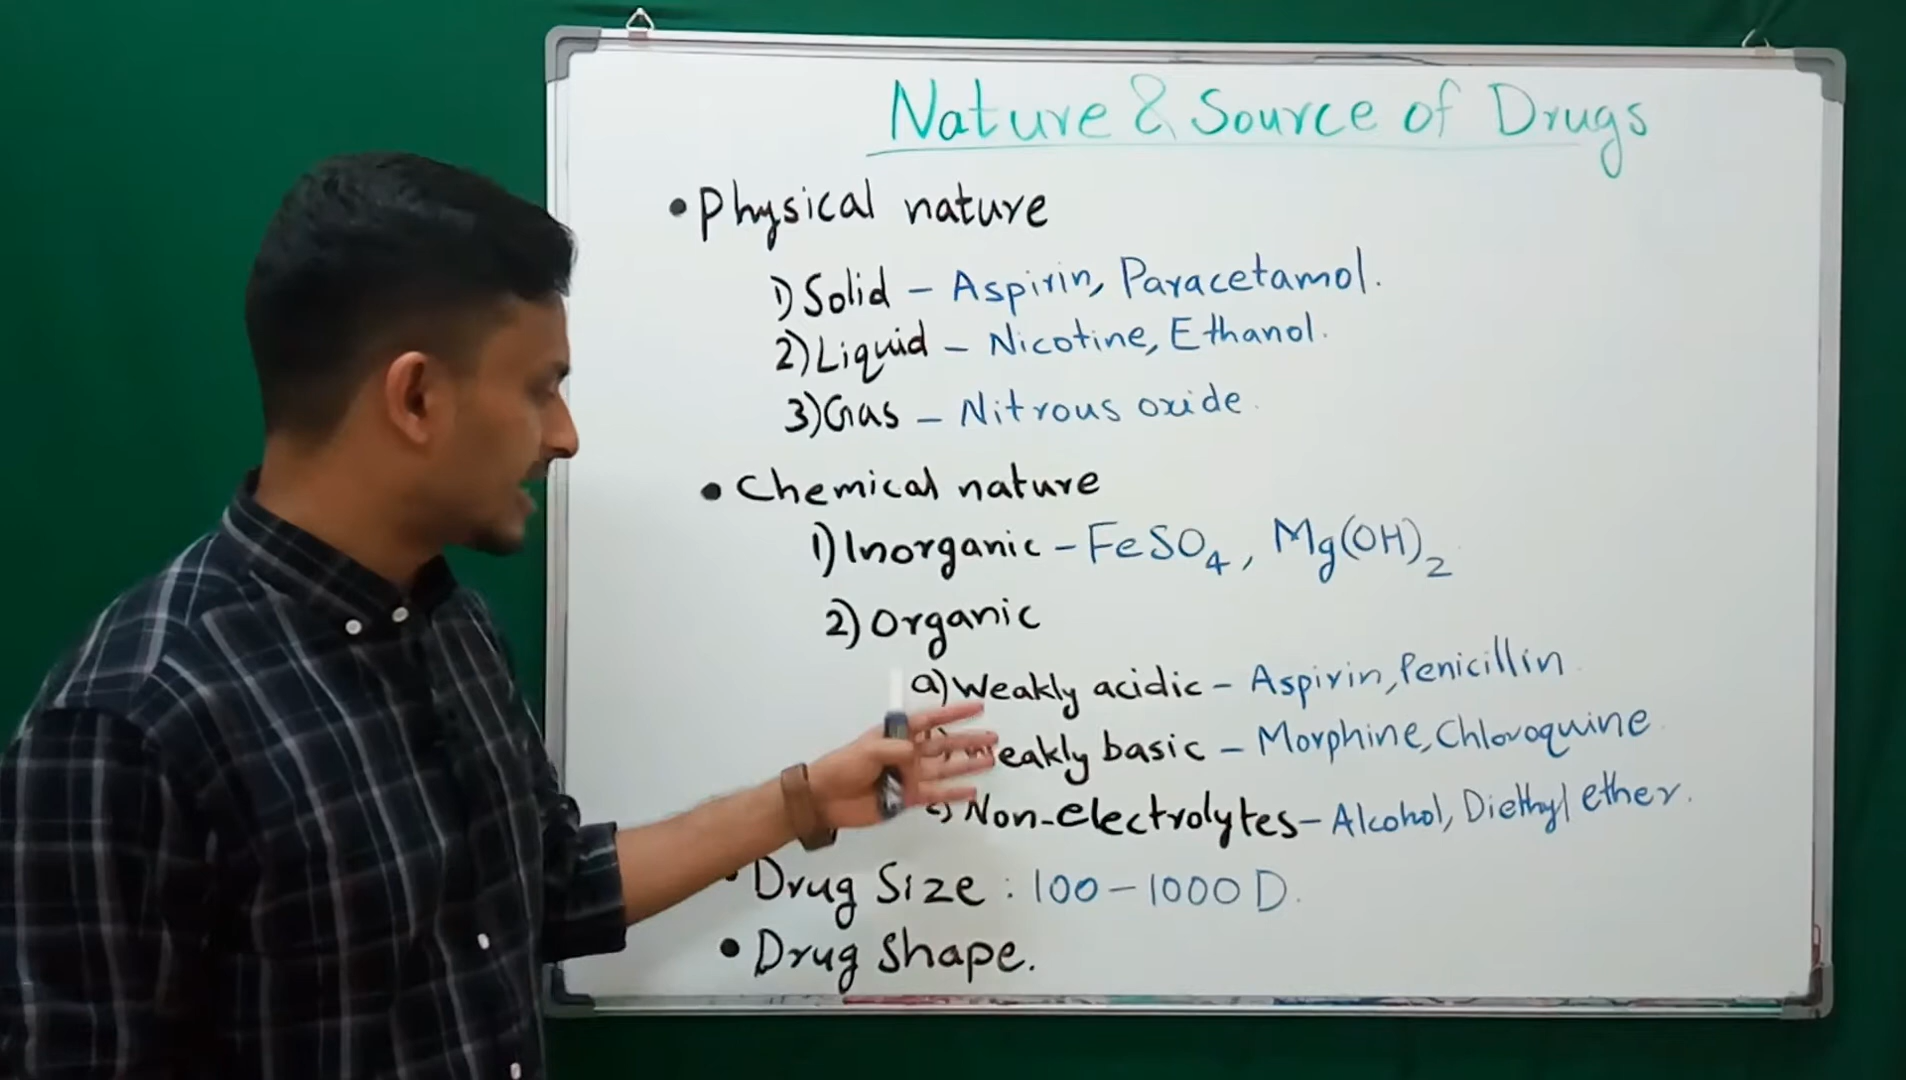 Nature & Source of Drugs
• Physical nature
1) Solid – Aspirin, Paracetamol.
2) Liquid – Nicotine, Ethanol.
3) Gas – Nitrous oxide.
• Chemical nature
1) Inorganic – FeSO4, Mg(OH)2
2) Organic
a) Weakly acidic – Aspirin, Penicillin
Weakly basic – Morphine, Chloroquine
c) Non-electrolytes – Alcohol, Diethyl ether.
• Drug Size : 100 – 1000 D.
• Drug Shape.